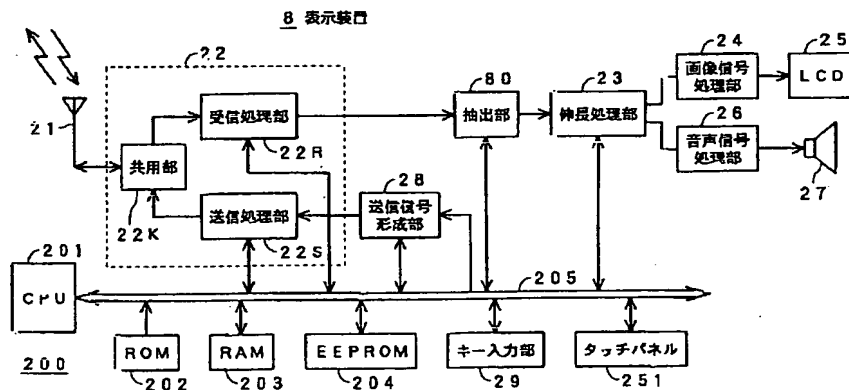 8 表示装置
22
24
画像信号
処理部
25
LCD
80
抽出部
23
伸長処理部
26
音声信号
処理部
27
21
受信処理部
22R
共用部
22K
送信処理部
22S
28
送信信号
形成部
201
CPU
205
200
ROM
202
RAM
203
EEPROM
204
キー入力部
29
タッチパネル
251